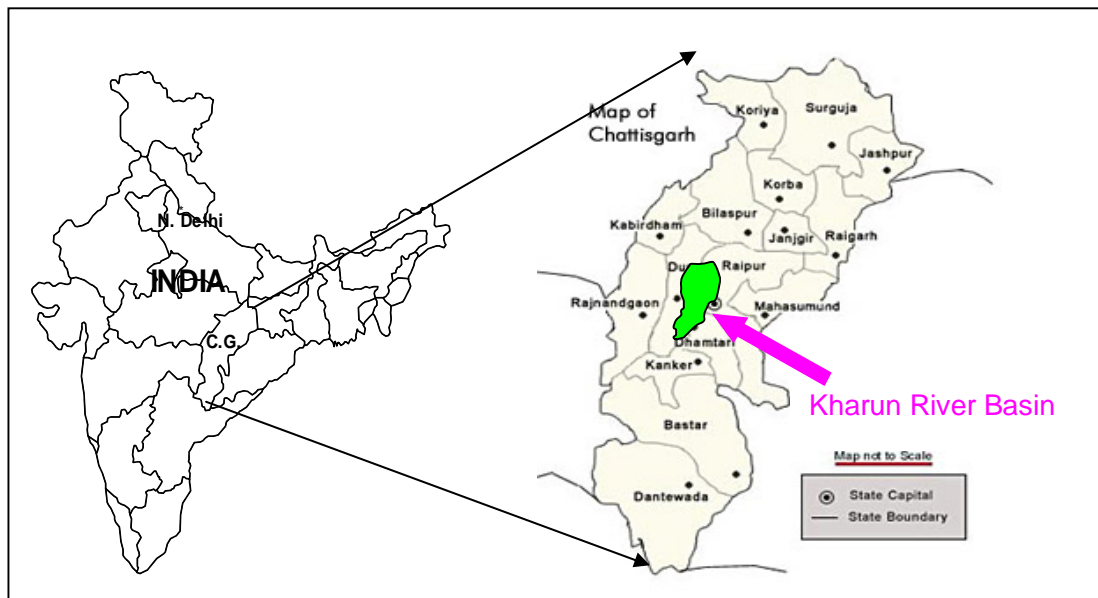 N. Delhi
INDIA
C.G.
Map of
Chattisgarh
Koriya
Surguja
Jashpur
Korba
Bilaspur
Kabirdham
Janjgir
Raigarh
Du
Raipur
Rajnandgaon
Mahasumund
Dhamtari
Kanker
Kharun River Basin
Bastar
Dantewada
Map not to Scale
State Capital
State Boundary